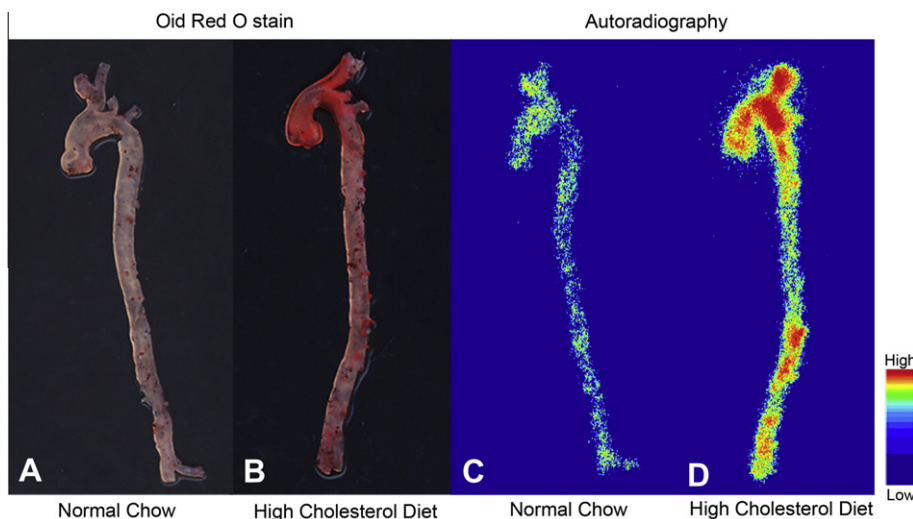 Oid Red O stain
Autoradiography
A
B
C
D
High
Low
Normal Chow
High Cholesterol Diet
Normal Chow
High Cholesterol Diet